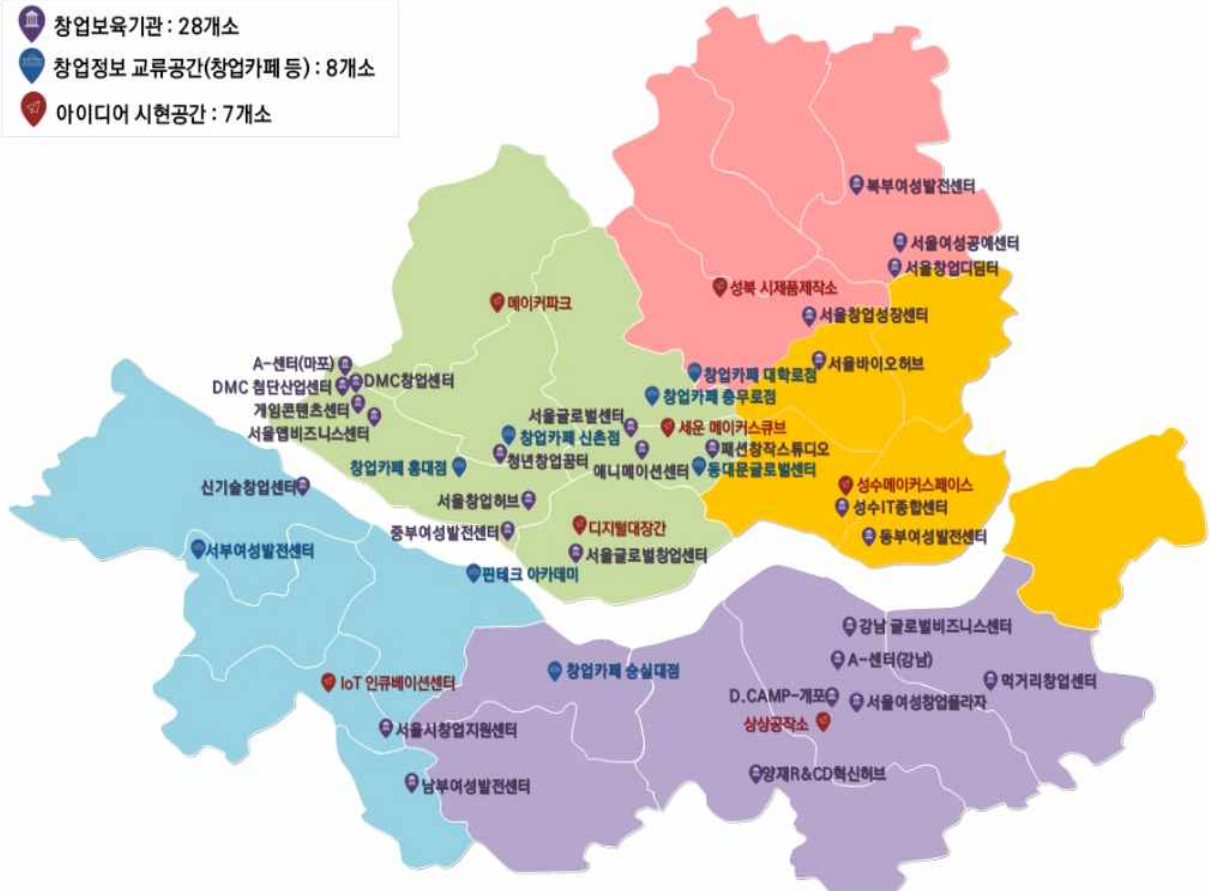 창업보육기관 : 28개소
창업정보 교류공간(창업카페 등) : 8개소
아이디어 시현공간 : 7개소
북부여성발전센터
서울여성공예센터
서울창업디딤터
성북 시제품제작소
메이커파크
서울창업성장센터
A-센터(마포)
서울바이오허브
DMC 첨단산업센터
DMC창업센터
창업카페 대학로점
게임콘텐츠센터
창업카페 충무로점
서울앱비즈니스센터
서울글로벌센터
세운 메이커스큐브
창업카페 신촌점
패션창작스튜디오
청년창업꿈터
애니메이션센터
동대문글로벌센터
창업카페 홍대점
신기술창업센터
성수메이커스페이스
서울창업허브
성수IT종합센터
중부여성발전센터
디지털대장간
동부여성발전센터
서부여성발전센터
서울글로벌창업센터
핀테크 아카데미
강남 글로벌비즈니스센터
A-센터(강남)
창업카페 숭실대점
IoT 인큐베이션센터
먹거리창업센터
D.CAMP-개포
서울여성창업플라자
상상공작소
서울시창업지원센터
양재R&CD혁신허브
남부여성발전센터